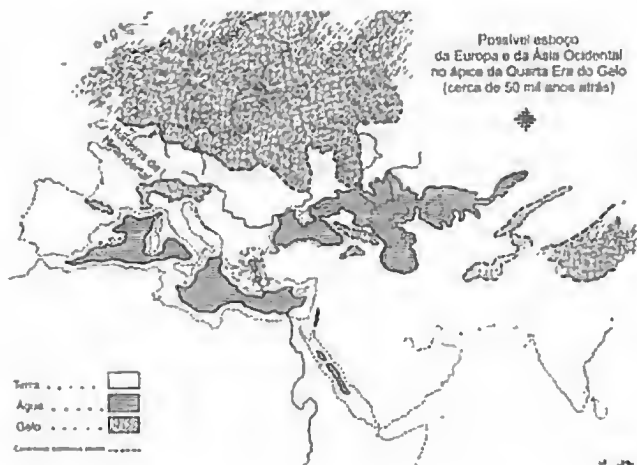 Possível esboço
da Europa e da Ásia Ocidental
no ápice da Quarta Era do Gelo
(cerca de 50 mil anos atrás)
Terra . . . . . .
Água . . . . . .
Gelo . . . . . .